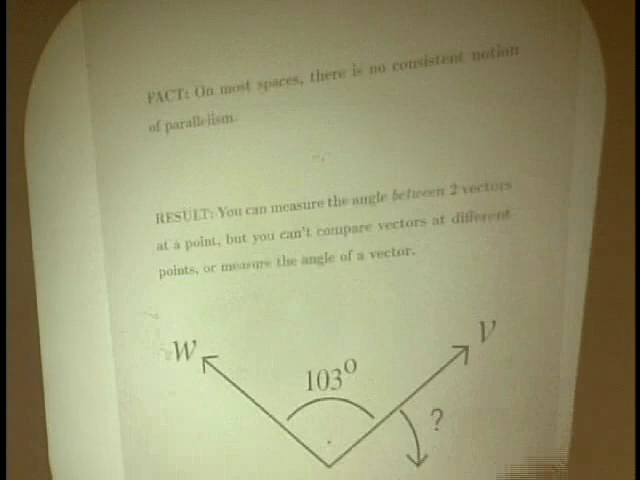 FACT: On most spaces, there is no consistent notion
of parallelism.
RESULT: You can measure the angle between 2 vectors
at a point, but you can't compare vectors at different
points, or measure the angle of a vector.
W
V
103°
?